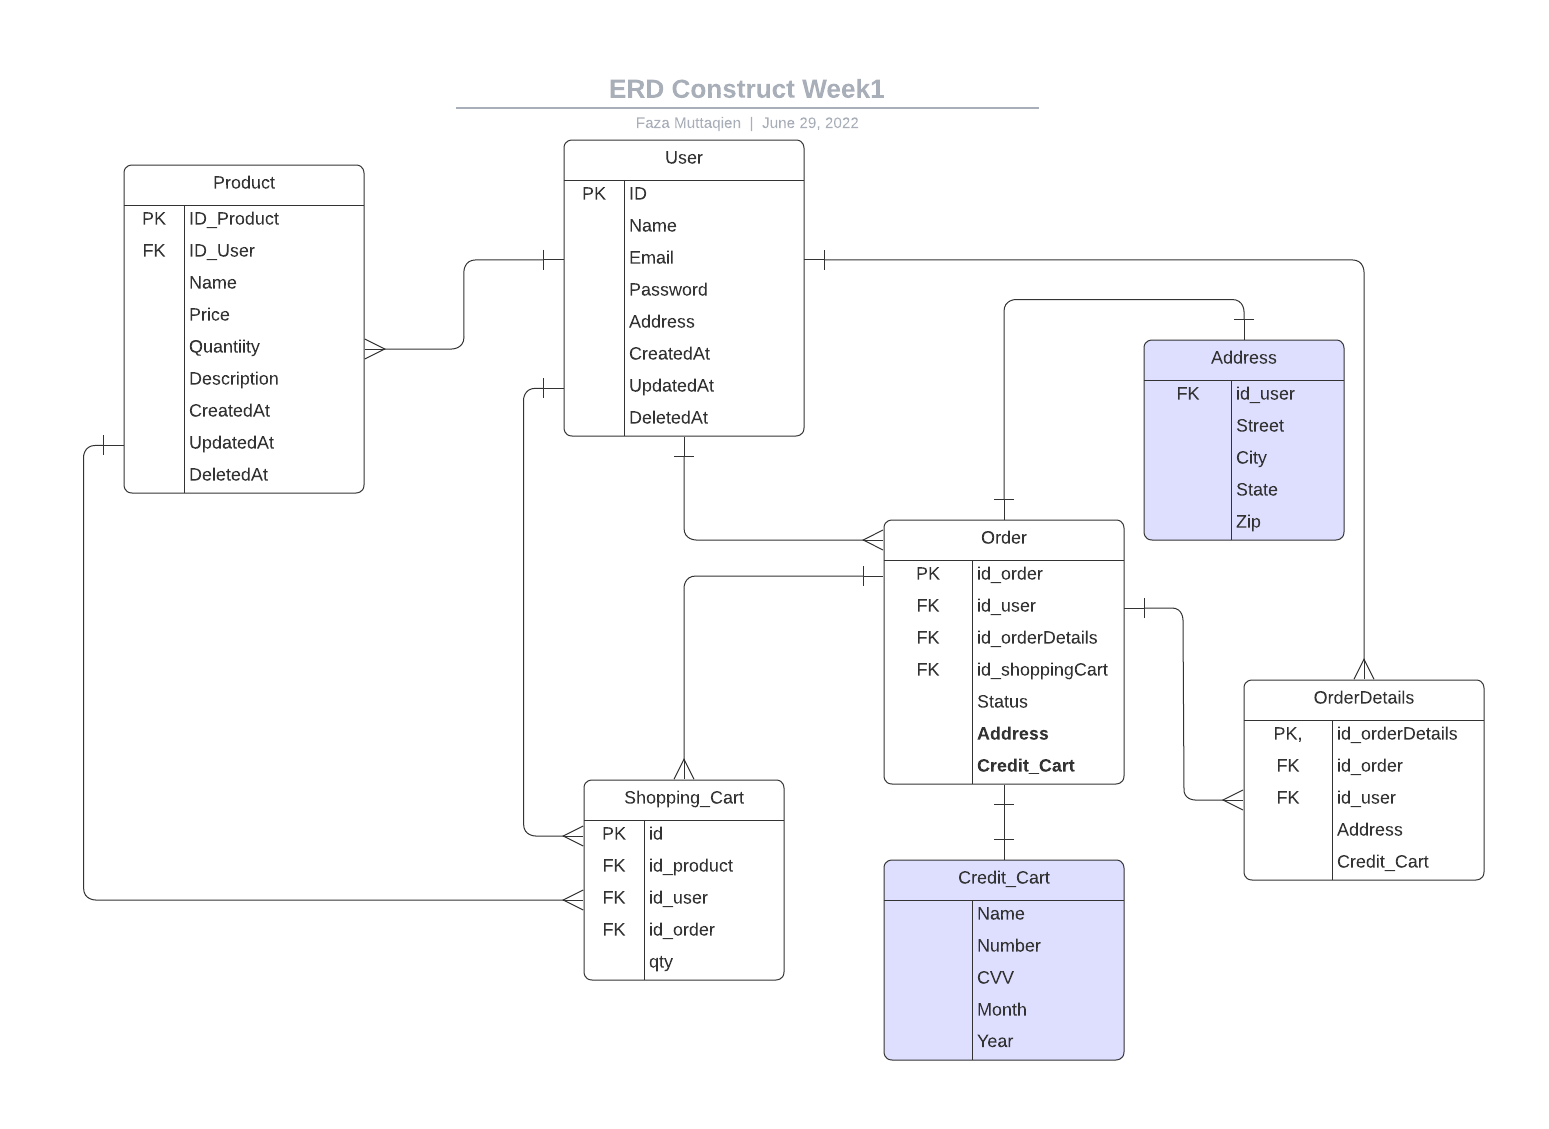 ERD Construct Week1
Faza Muttaqien | June 29, 2022
Product
PK ID_Product
FK ID_User
Name
Price
Quantiity
Description
CreatedAt
UpdatedAt
DeletedAt
User
PK ID
Name
Email
Password
Address
CreatedAt
UpdatedAt
DeletedAt
Address
FK id_user
Street
City
State
Zip
Order
PK id_order
FK id_user
FK id_orderDetails
FK id_shoppingCart
Status
Address
Credit_Cart
OrderDetails
PK, id_orderDetails
FK id_order
FK id_user
Address
Credit_Cart
Shopping_Cart
PK id
FK id_product
FK id_user
FK id_order
qty
Credit_Cart
Name
Number
CVV
Month
Year